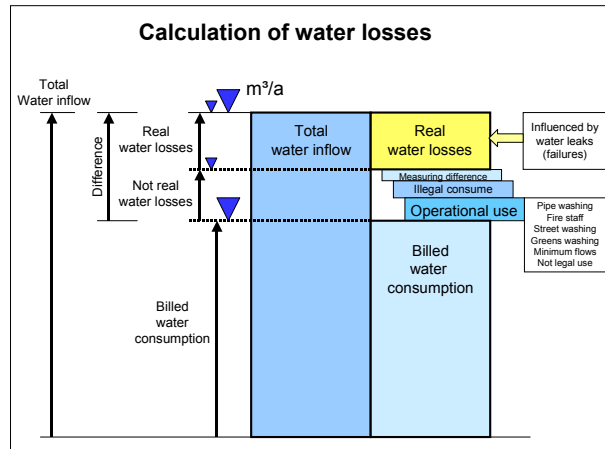 Calculation of water losses
Total
Water inflow
m³/a
Difference
Real
water losses
Not real
water losses
Billed
water
consumption
Total
water inflow
Real
water losses
Measuring difference
Illegal consume
Operational use
Billed
water
consumption
Influenced by
water leaks
(failures)
Pipe washing
Fire staff
Street washing
Greens washing
Minimum flows
Not legal use